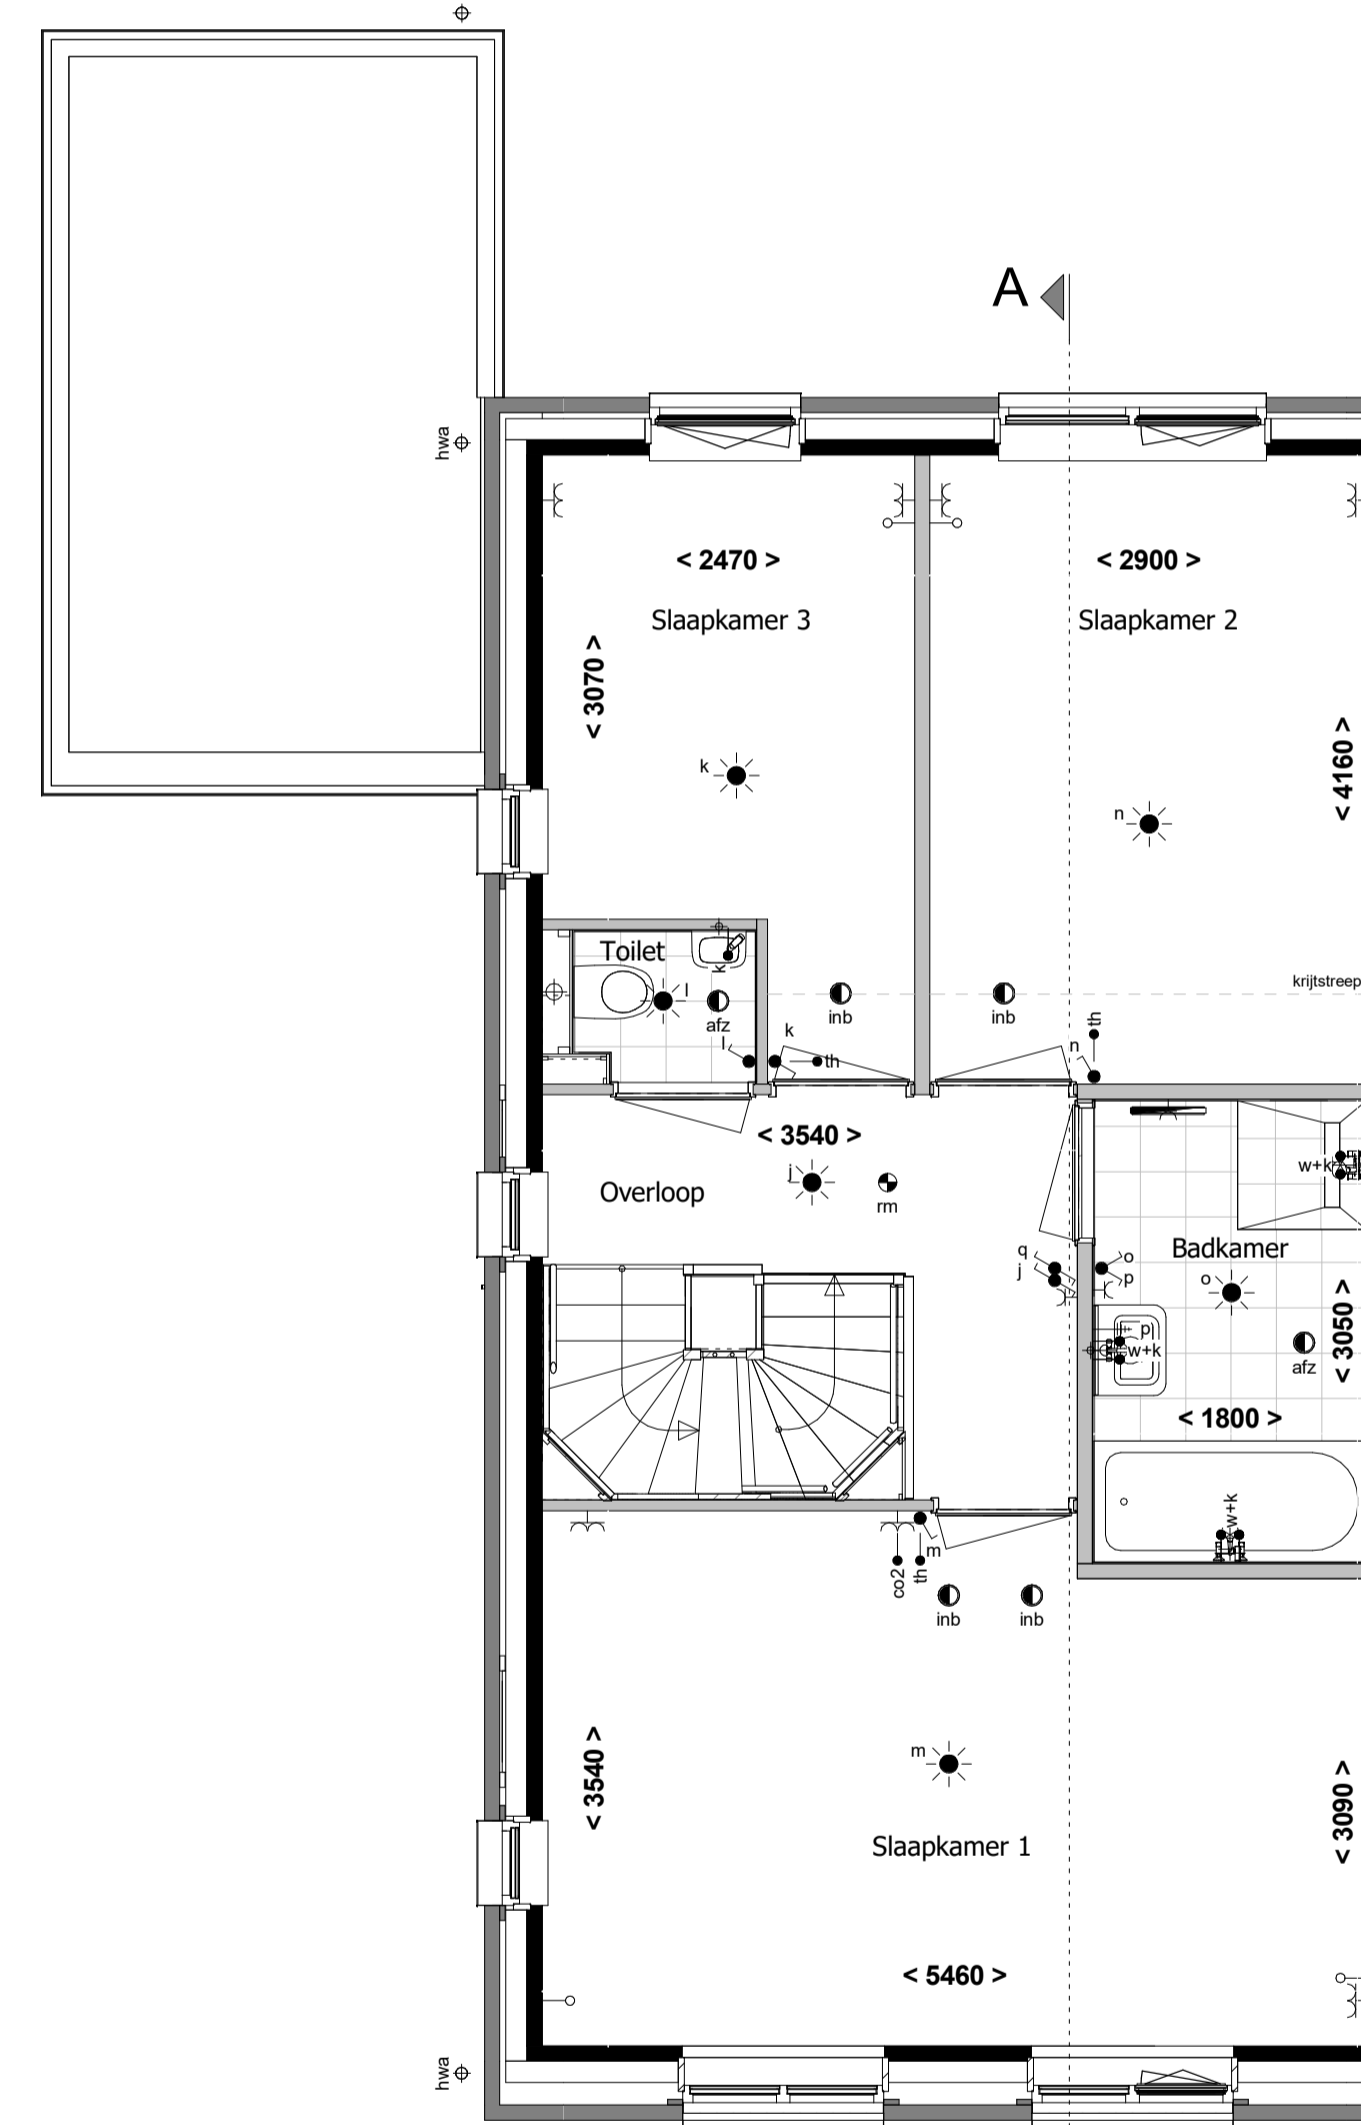 A
hwa
< 2470 >
< 2900 >
Slaapkamer 3
Slaapkamer 2
< 3070 >
< 4160 >
k
n
Toilet
k
l
afz
inb
inb
krijtstreep
l
k
th
n
th
< 3540 >
j
Overloop
rm
w+k
Badkamer
q
j
o
p
o
< 3050 >
p
w+k
afz
< 1800 >
w+k
m
co2
th
inb
inb
< 3540 >
m
< 3090 >
Slaapkamer 1
< 5460 >
hwa